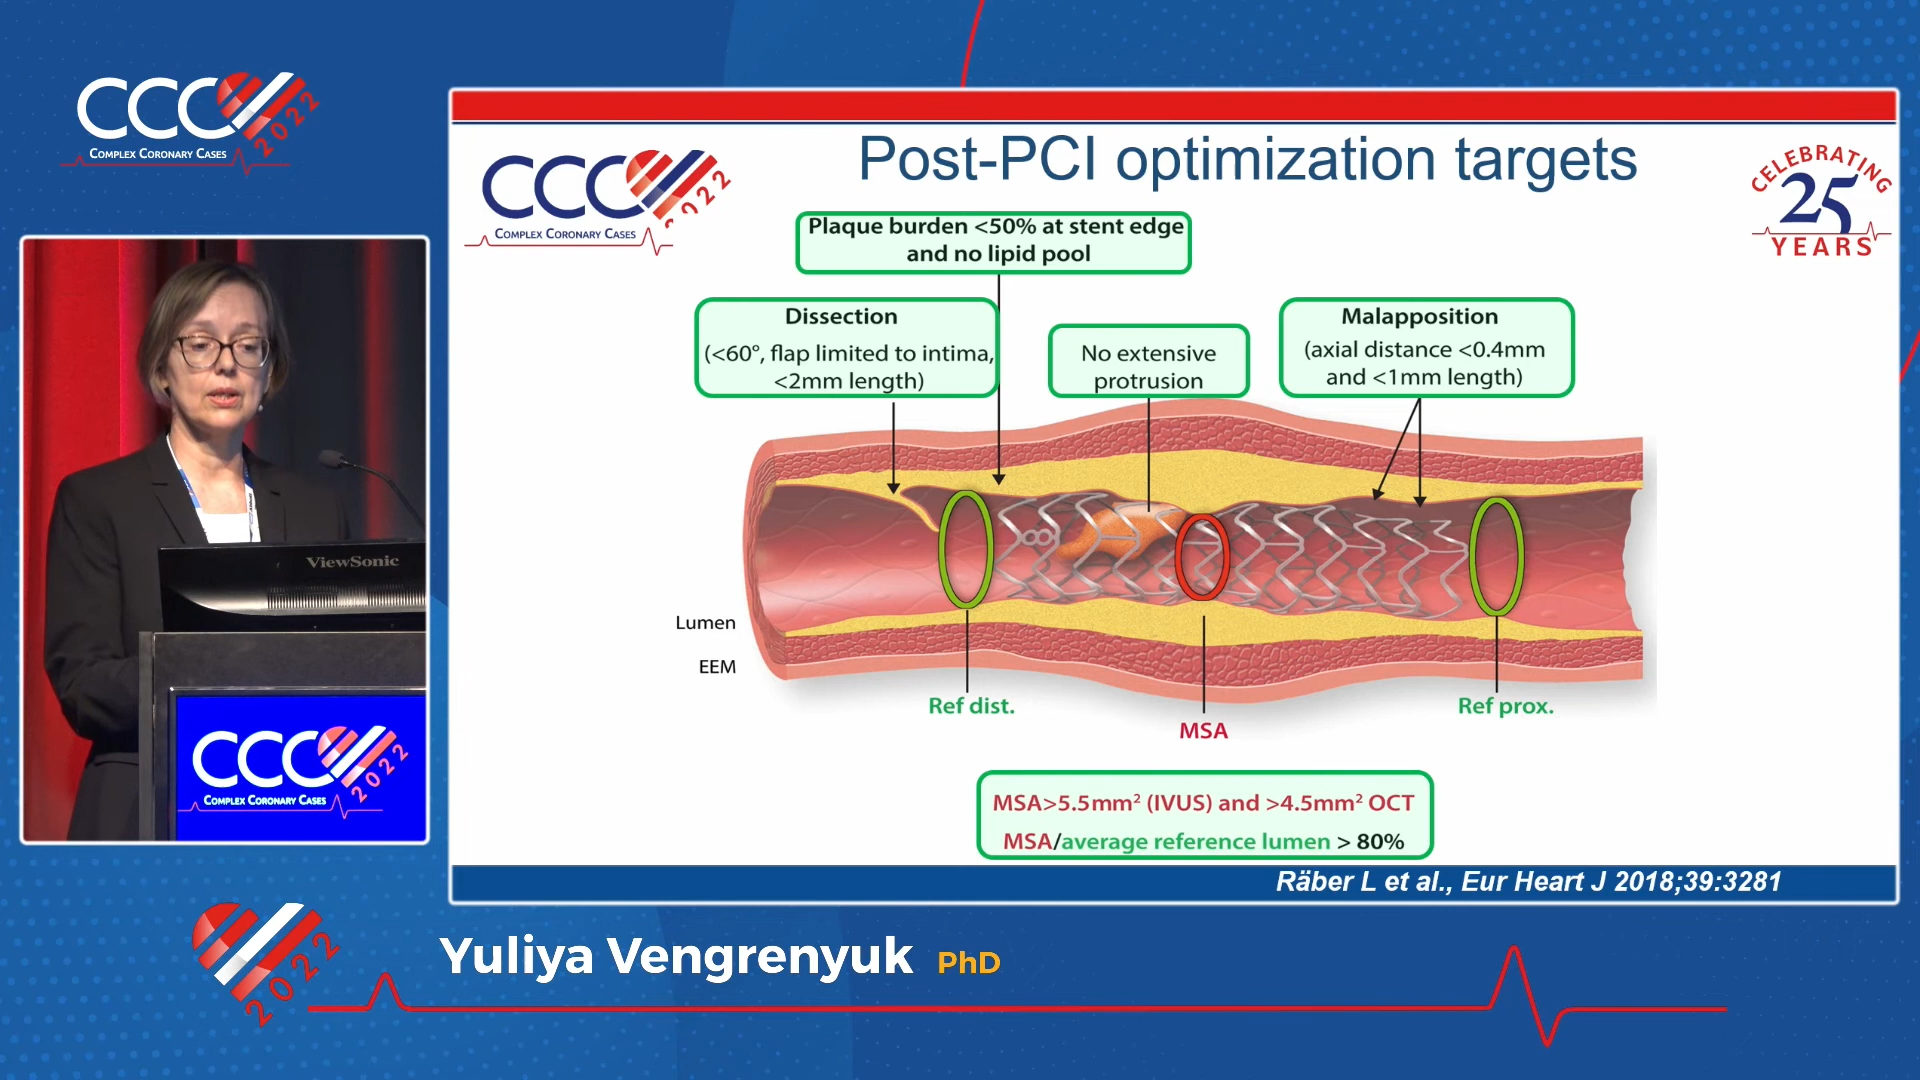 CCC
2022
COMPLEX CORONARY CASES
CCC
2022
COMPLEX CORONARY CASES
Post-PCI optimization targets
CELEBRATING
25
YEARS
Plaque burden <50% at stent edge
and no lipid pool
Dissection
(<60°, flap limited to intima,
<2mm length)
No extensive
protrusion
Malapposition
(axial distance <0.4mm
and <1mm length)
Lumen
EEM
Ref dist.
MSA
Ref prox.
MSA>5.5mm² (IVUS) and >4.5mm² OCT
MSA/average reference lumen > 80%
Räber L et al., Eur Heart J 2018;39:3281
ViewSonic
CCC
2022
COMPLEX CORONARY CASES
2022
Yuliya Vengrenyuk PhD